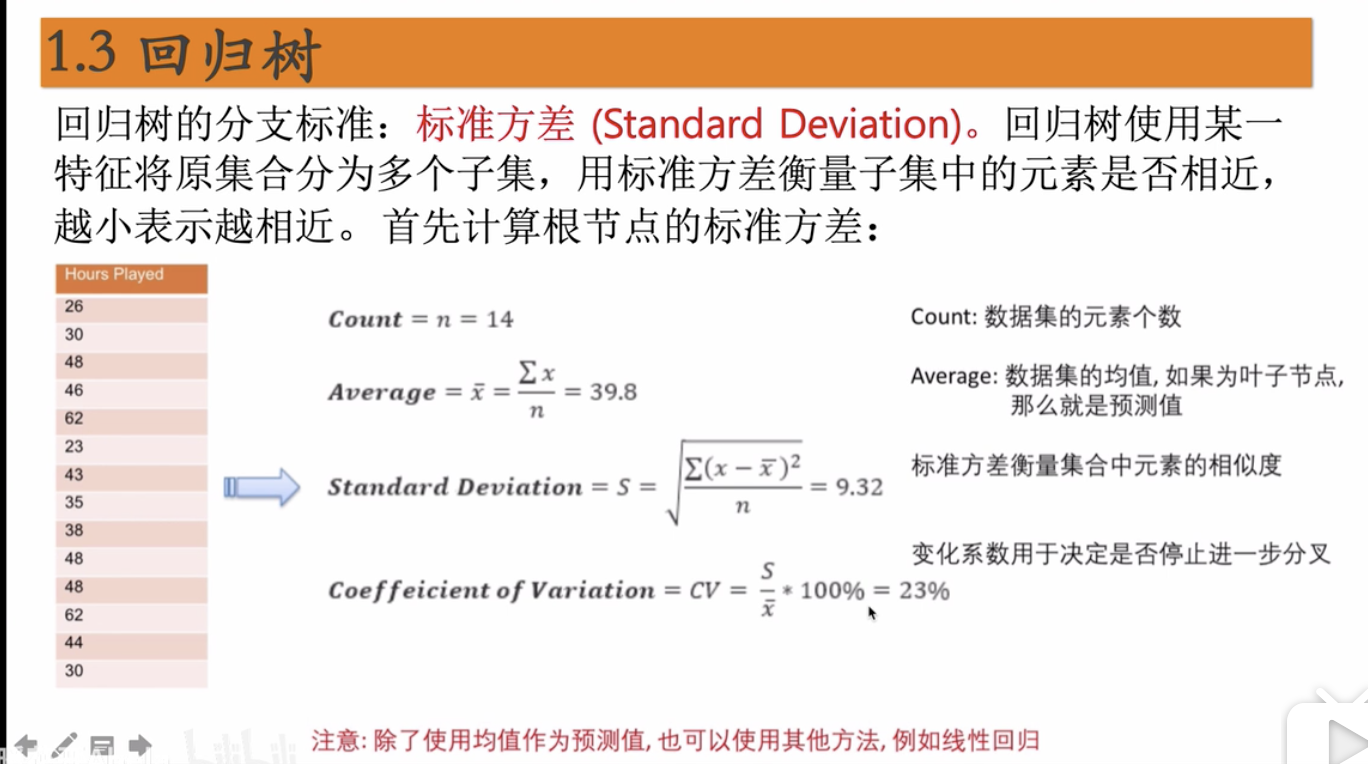 1.3 回归树
回归树的分支标准：标准方差 (Standard Deviation)。回归树使用某一
特征将原集合分为多个子集，用标准方差衡量子集中的元素是否相近，
越小表示越相近。首先计算根节点的标准方差：
Hours Played
26
30
48
46
62
23
43
35
38
48
48
62
44
30
Count = n = 14
Average = x̄ = ∑x / n = 39.8
Standard Deviation = S = √(∑(x − x̄)² / n) = 9.32
Coeffeicient of Variation = CV = S / x̄ * 100% = 23%
Count: 数据集的元素个数
Average: 数据集的均值, 如果为叶子节点,
那么就是预测值
标准方差衡量集合中元素的相似度
变化系数用于决定是否停止进一步分叉
注意: 除了使用均值作为预测值, 也可以使用其他方法, 例如线性回归